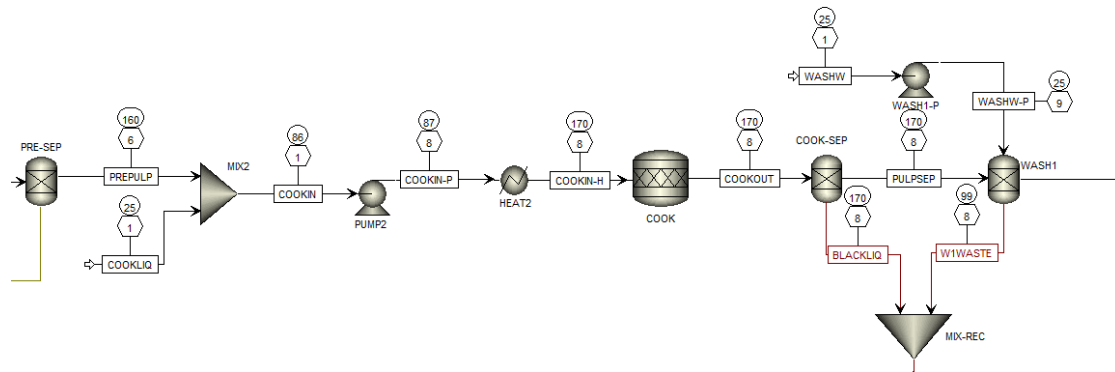 25
1
WASHW
WASH1-P
25
9
WASHW-P
160
6
PRE-SEP
PREPULP
MIX2
86
1
COOKIN
87
8
COOKIN-P
170
8
COOKIN-H
170
8
COOKOUT
COOK-SEP
170
8
PULPSEP
WASH1
HEAT2
PUMP2
COOK
25
1
COOKLIQ
170
8
BLACKLIQ
99
8
W1WASTE
MIX-REC